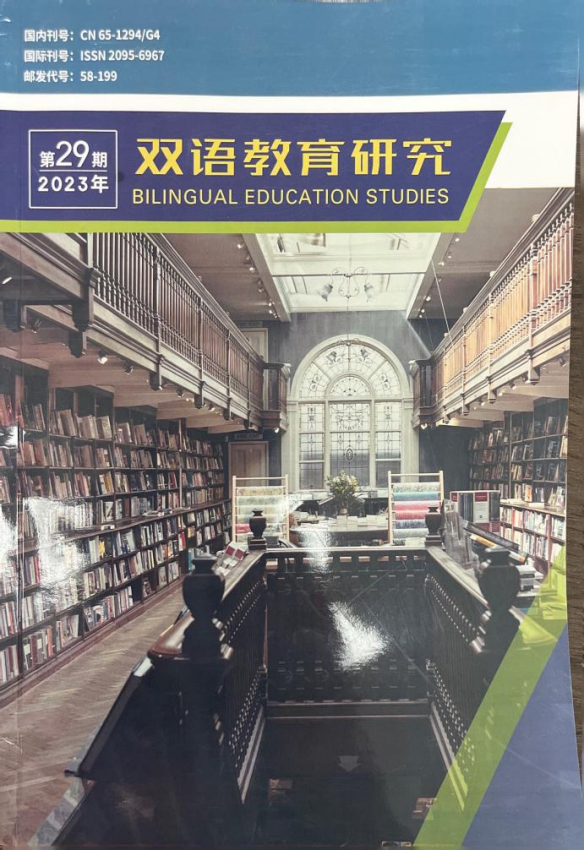 国内刊号：CN 65-1294/G4
国际刊号：ISSN 2095-6967
邮发代号：58-199
第29期
2023年
双语教育研究
BILINGUAL EDUCATION STUDIES